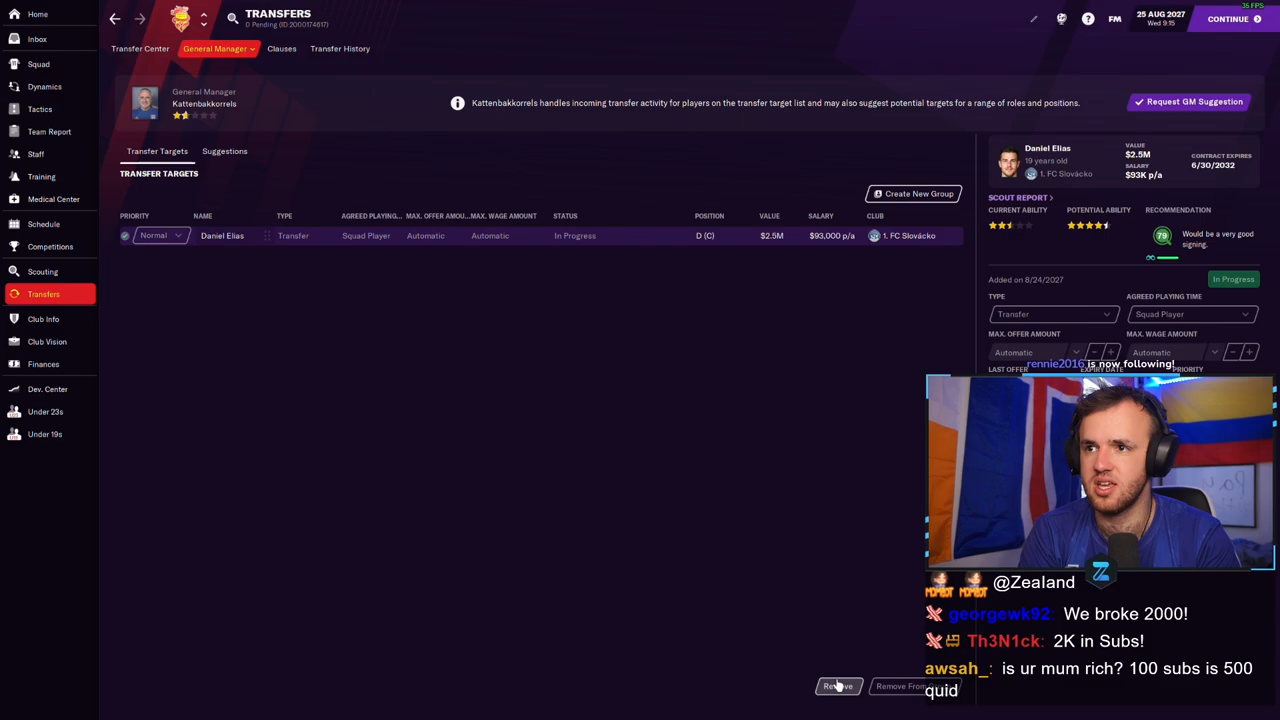 36 FPS
Home
TRANSFERS
0 Pending (ID:2000174617)
FM
25 AUG 2027
Wed 9:15
CONTINUE
Inbox
Squad
Dynamics
Tactics
Team Report
Staff
Training
Medical Center
Schedule
Competitions
Scouting
Transfers
Club Info
Club Vision
Finances
Dev. Center
Under 23s
Under 19s
Transfer Center
General Manager
Clauses
Transfer History
General Manager
Kattenbakkorrels
Kattenbakkorrels handles incoming transfer activity for players on the transfer target list and may also suggest potential targets for a range of roles and positions.
Request GM Suggestion
Transfer Targets
Suggestions
TRANSFER TARGETS
Create New Group
PRIORITY NAME TYPE AGREED PLAYING... MAX. OFFER AMOU... MAX. WAGE AMOUNT STATUS POSITION VALUE SALARY CLUB
Normal Daniel Elias Transfer Squad Player Automatic Automatic In Progress D (C) $2.5M $93,000 p/a 1. FC Slovácko
Daniel Elias
19 years old
1. FC Slovácko
VALUE
$2.5M
SALARY
$93K p/a
CONTRACT EXPIRES
6/30/2032
SCOUT REPORT
CURRENT ABILITY
POTENTIAL ABILITY
RECOMMENDATION
79
Would be a very good
signing.
Added on 8/24/2027
In Progress
TYPE
AGREED PLAYING TIME
Transfer
Squad Player
MAX. OFFER AMOUNT
MAX. WAGE AMOUNT
Automatic
Automatic
rennie2016 is now following!
LAST OFFER
EXPIRY DATE
PRIORITY
@Zealand
georgewk92: We broke 2000!
Th3N1ck: 2K in Subs!
awsah_: is ur mum rich? 100 subs is 500
quid
Remove From